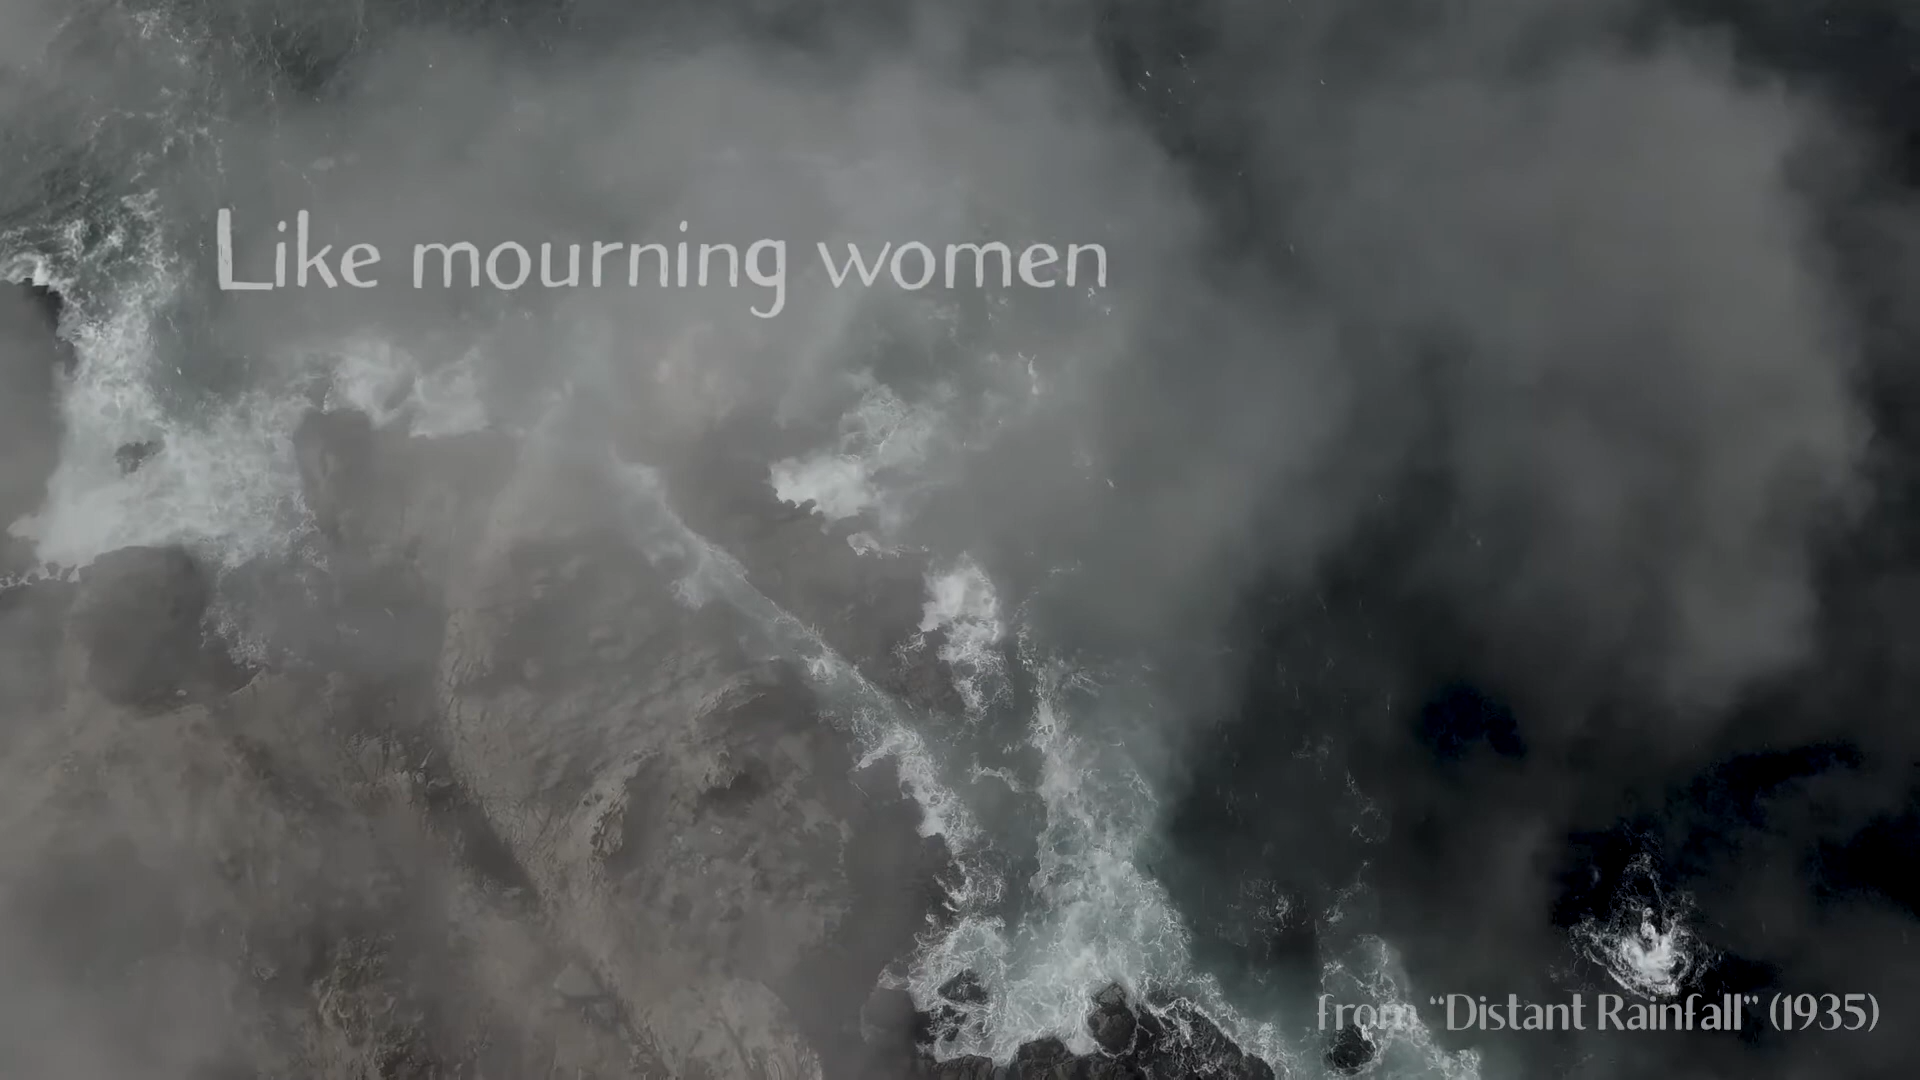 Like mourning women
from “Distant Rainfall” (1935)